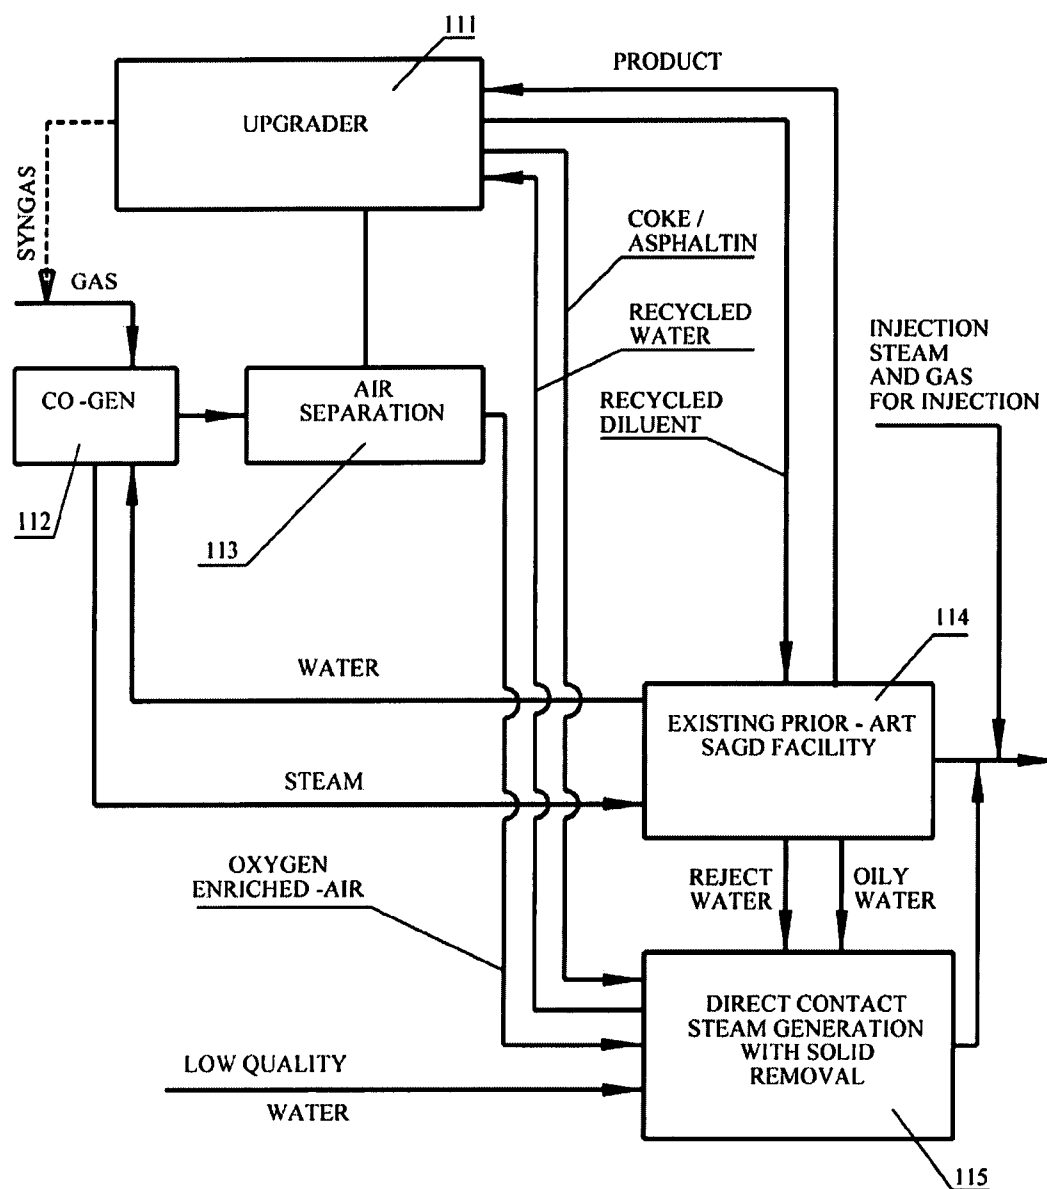 111
PRODUCT
UPGRADER
SYNGAS
GAS
COKE /
ASPHALTIN
RECYCLED
WATER
RECYCLED
DILUENT
INJECTION
STEAM
AND GAS
FOR INJECTION
CO -GEN
AIR
SEPARATION
112
113
114
WATER
EXISTING PRIOR - ART
SAGD FACILITY
STEAM
OXYGEN
ENRICHED -AIR
REJECT
WATER
OILY
WATER
DIRECT CONTACT
STEAM GENERATION
WITH SOLID
REMOVAL
LOW QUALITY
WATER
115